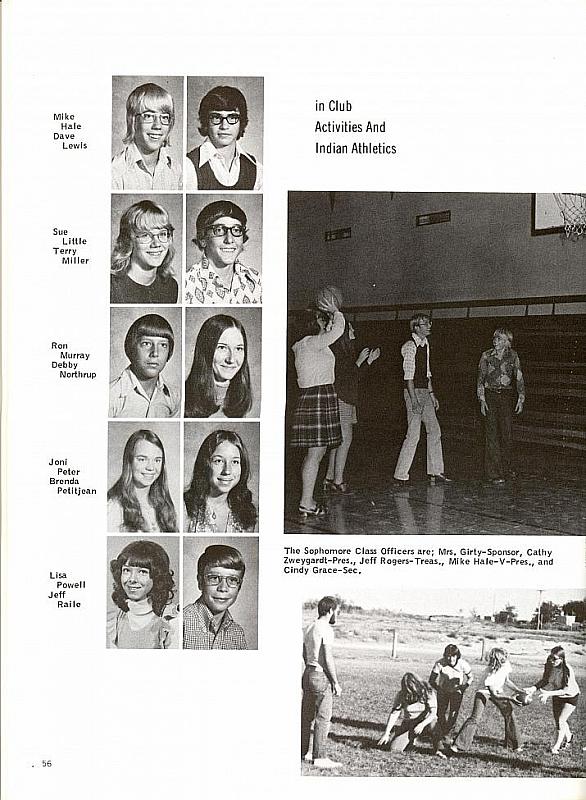 Mike
Hale
Dave
Lewis
in Club
Activities And
Indian Athletics
Sue
Little
Terry
Miller
Ron
Murray
Debby
Northrup
Joni
Peter
Brenda
Petitjean
The Sophomore Class Officers are; Mrs. Girty-Sponsor, Cathy
Zweygardt-Pres., Jeff Rogers-Treas., Mike Hale-V-Pres., and
Cindy Grace-Sec.
Lisa
Powell
Jeff
Raile
56